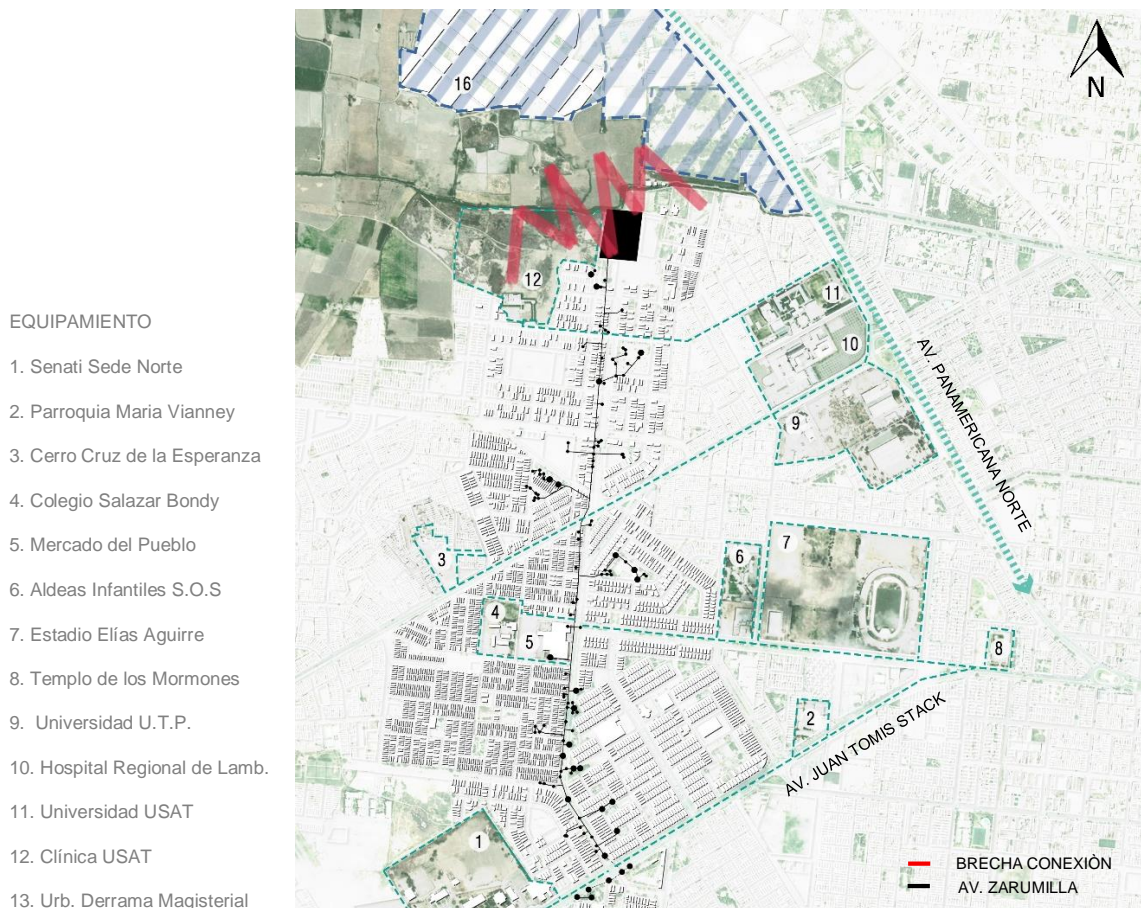 EQUIPAMIENTO
1. Senati Sede Norte
2. Parroquia Maria Vianney
3. Cerro Cruz de la Esperanza
4. Colegio Salazar Bondy
5. Mercado del Pueblo
6. Aldeas Infantiles S.O.S
7. Estadio Elías Aguirre
8. Templo de los Mormones
9. Universidad U.T.P.
10. Hospital Regional de Lamb.
11. Universidad USAT
12. Clínica USAT
13. Urb. Derrama Magisterial
N
16
12
11
10
9
AV. PANAMERICANA NORTE
3
6
7
4
5
8
2
AV. JUAN TOMIS STACK
1
BRECHA CONEXIÒN
AV. ZARUMILLA